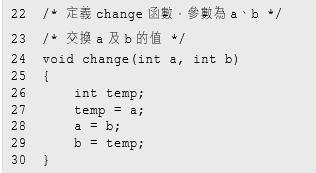 22 /* 定義 change 函數，參數為 a、b */
23 /* 交換 a 及 b 的值 */
24 void change(int a, int b)
25 {
26     int temp;
27     temp = a;
28     a = b;
29     b = temp;
30 }